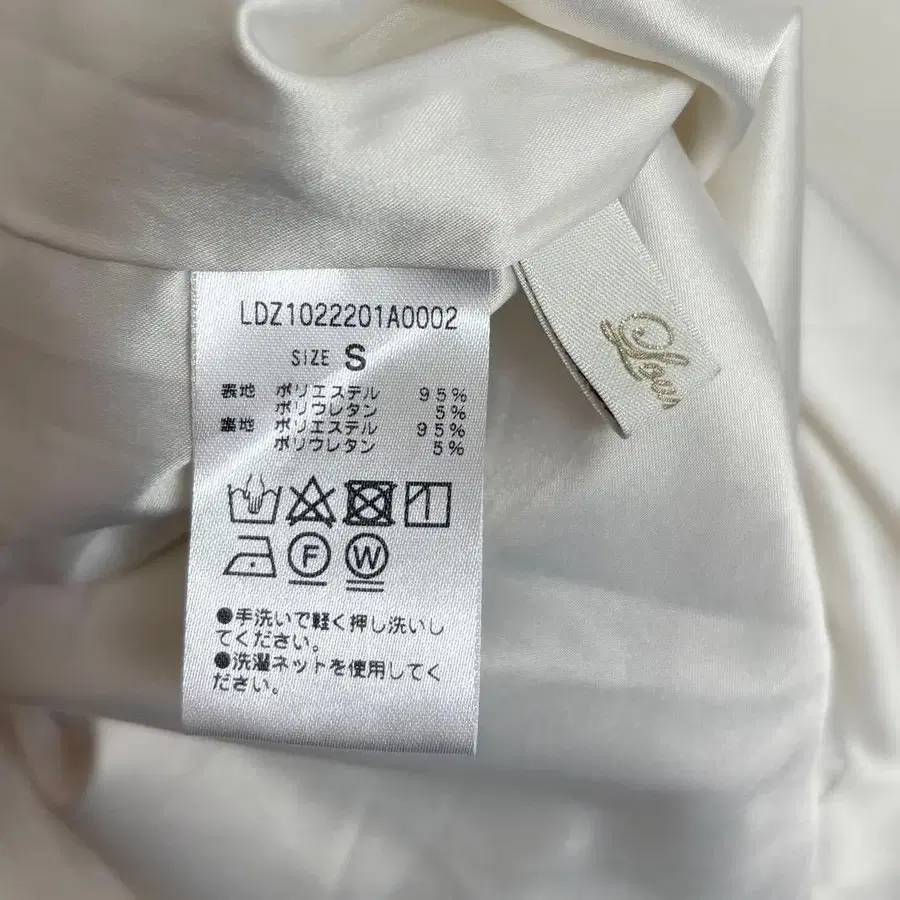 LDZ1022201A0002
SIZE S
表地 ポリエステル 95%
ポリウレタン 5%
裏地 ポリエステル 95%
ポリウレタン 5%
F W
●手洗いで軽く押し洗いし
てください。
●洗濯ネットを使用してく
ださい。